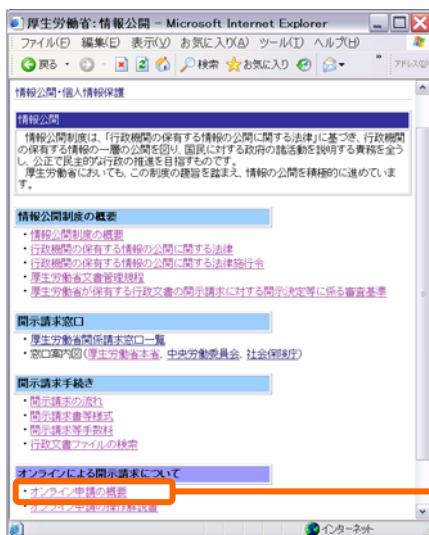 厚生労働省:情報公開 - Microsoft Internet Explorer
ファイル(F) 編集(E) 表示(V) お気に入り(A) ツール(T) ヘルプ(H)
戻る 検索 お気に入り アドレス(D)
情報公開・個人情報保護
情報公開
情報公開制度は、「行政機関の保有する情報の公開に関する法律」に基づき、行政機関
の保有する情報の一層の公開を図り、国民に対する政府の諸活動を説明する責務を全う
し、公正で民主的な行政の推進を目指すものです。
厚生労働省においても、この制度の趣旨を踏まえ、情報の公開を積極的に進めていま
す。
情報公開制度の概要
・情報公開制度の概要
・行政機関の保有する情報の公開に関する法律
・行政機関の保有する情報の公開に関する法律施行令
・厚生労働省文書管理規程
・厚生労働省が保有する行政文書の開示請求に対する開示決定等に係る審査基準
開示請求窓口
・厚生労働省関係請求窓口一覧
・窓口案内図(厚生労働省本省, 中央労働委員会, 社会保険庁)
開示請求手続き
・開示請求の流れ
・開示請求書等様式
・開示請求等手数料
・行政文書ファイルの検索
オンラインによる開示請求について
・オンライン申請の概要
・オンライン申請の操作解説書
インターネット